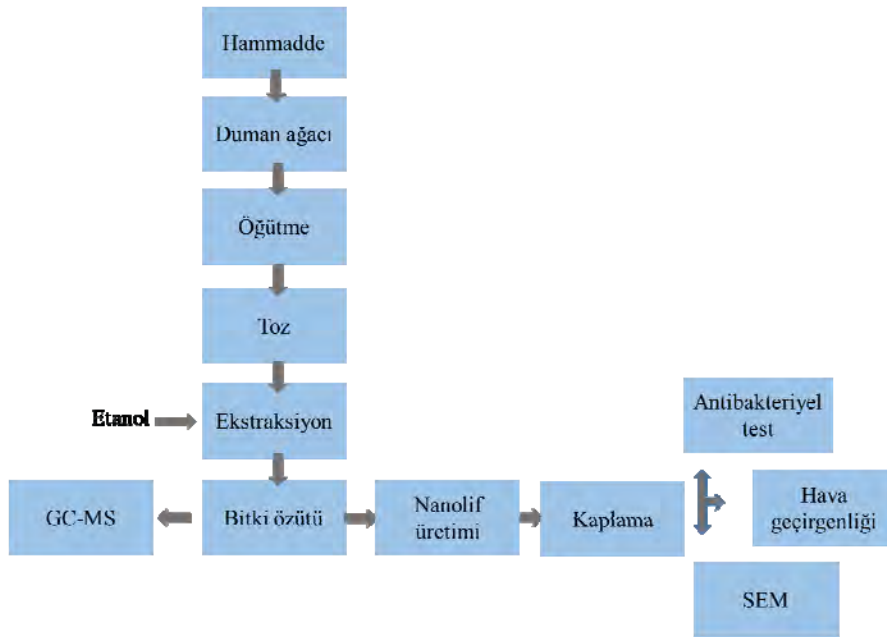 Hammadde
Duman ağacı
Öğütme
Toz
Etanol
Ekstraksiyon
GC-MS
Bitki özütü
Nanolif
üretimi
Kaplama
Antibakteriyel
test
Hava
geçirgenliği
SEM